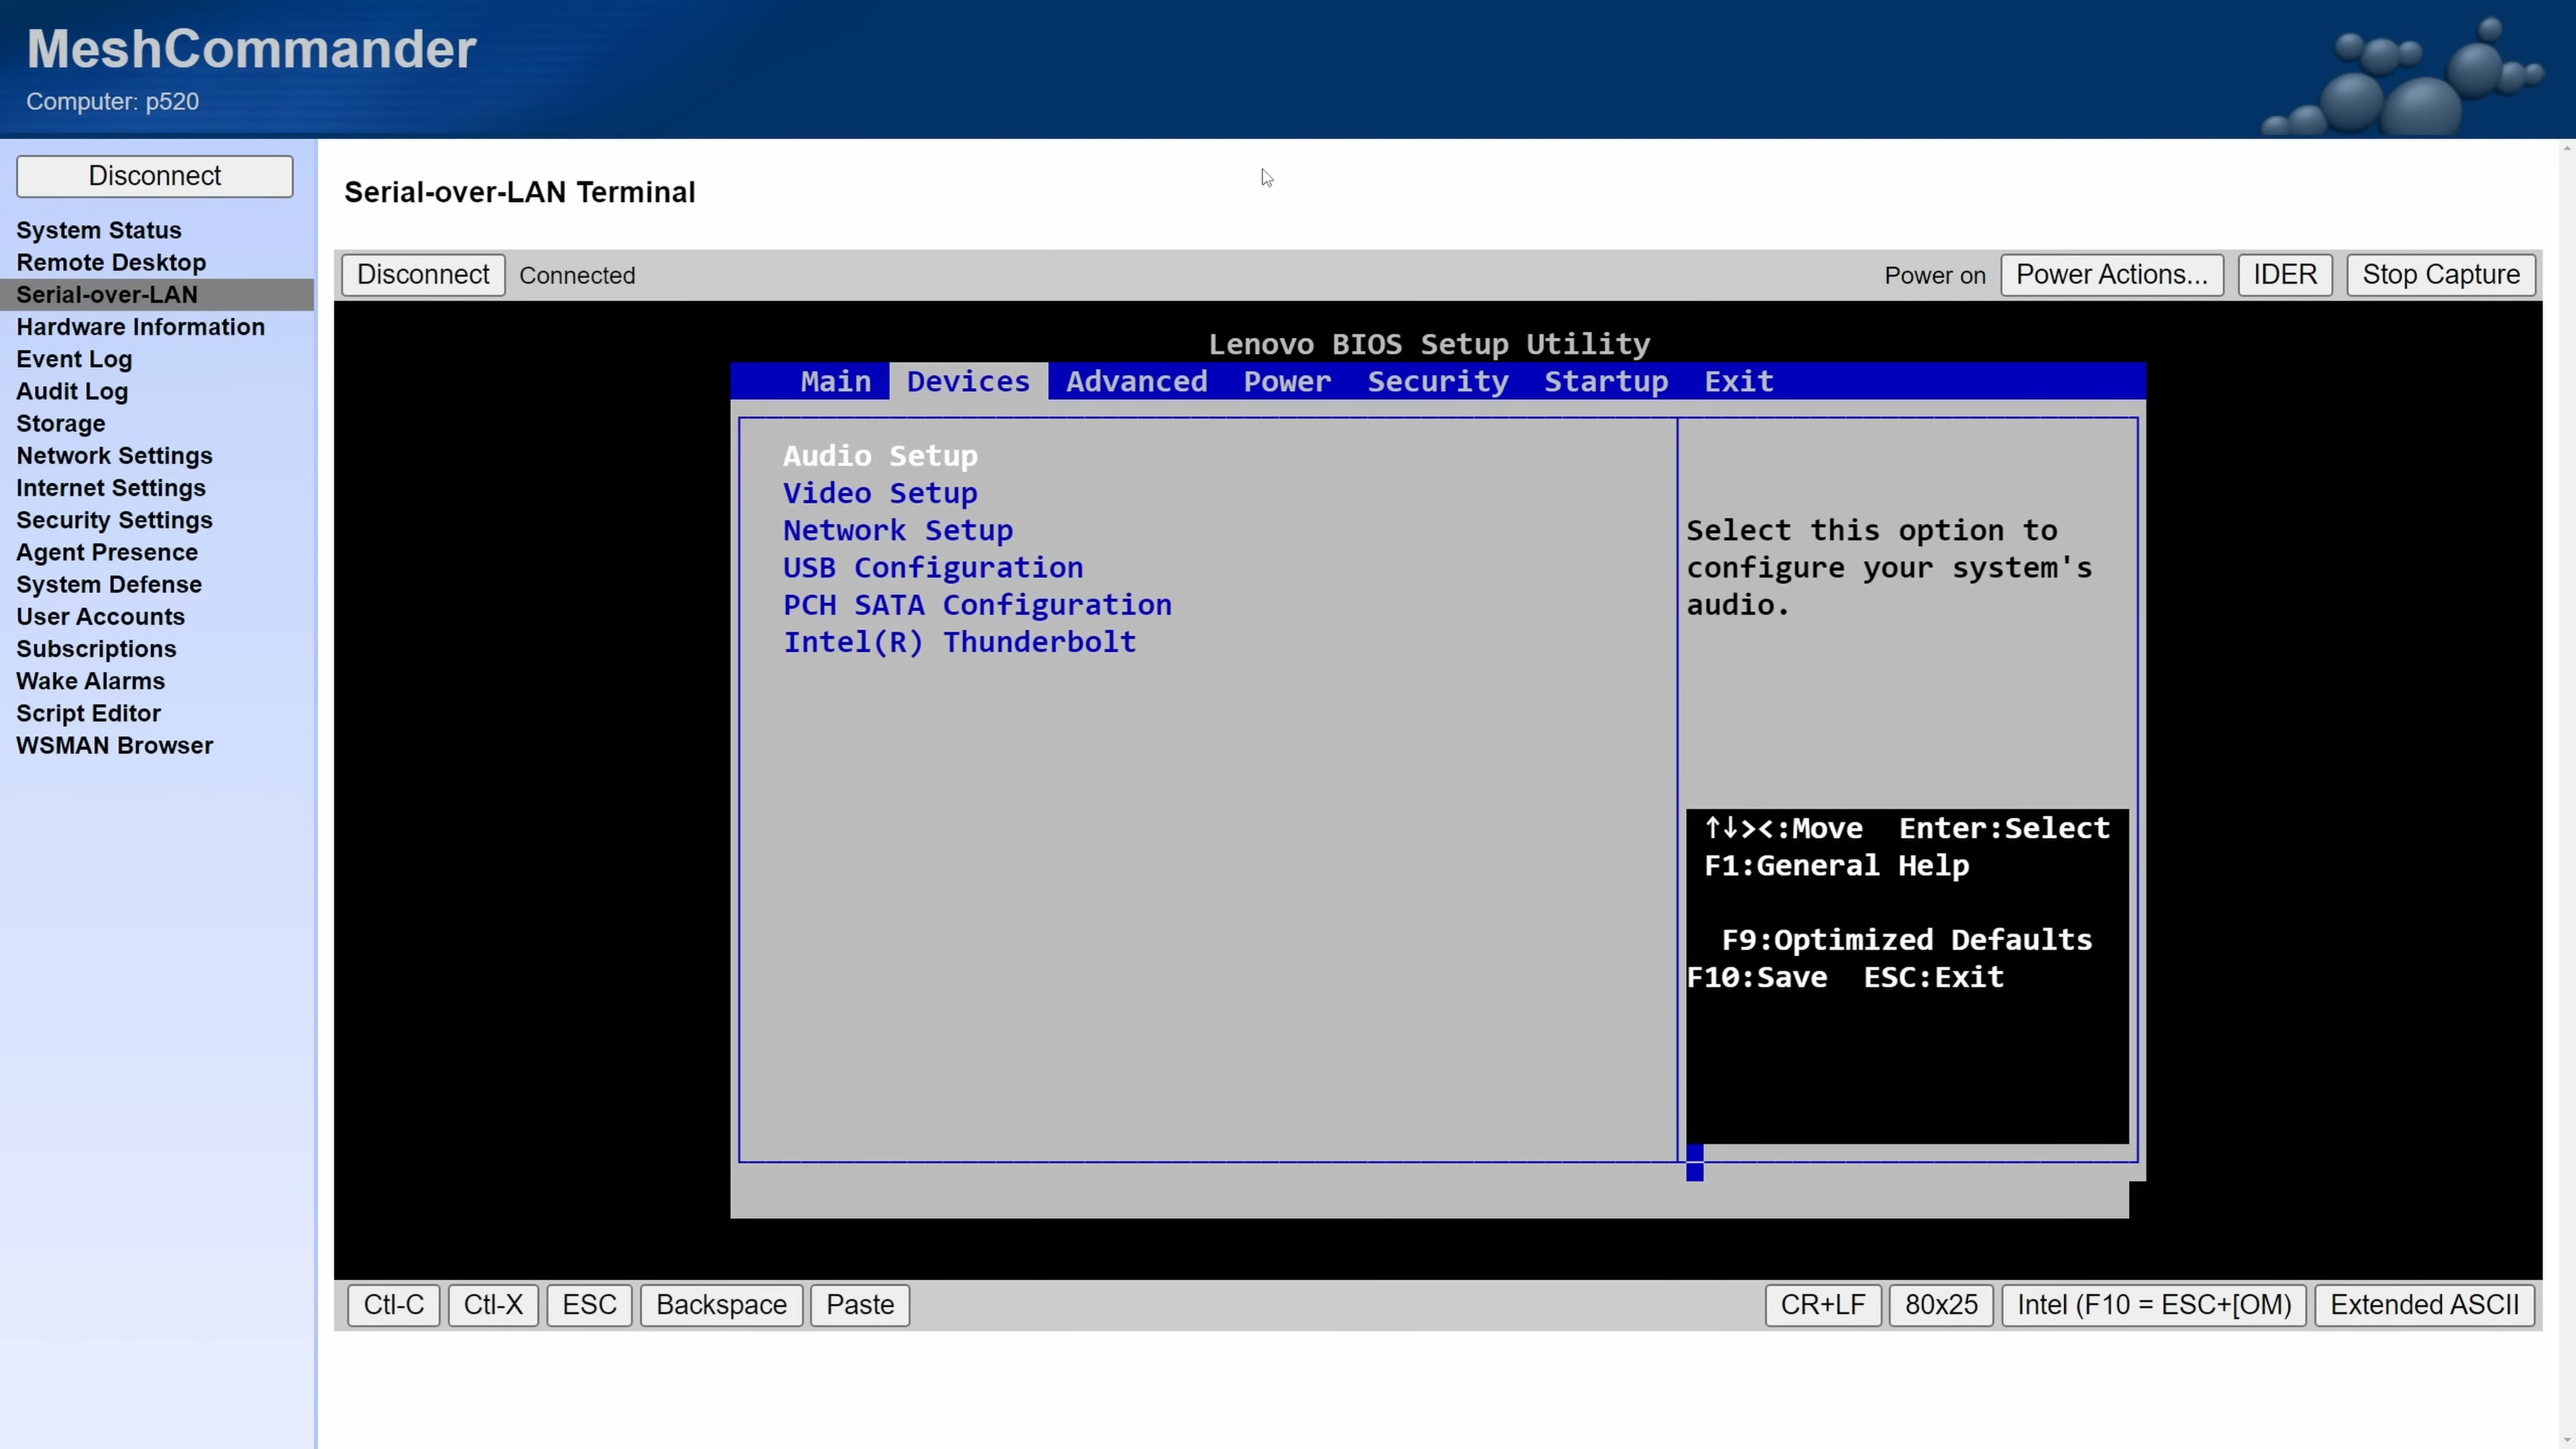 MeshCommander
Computer: p520
Disconnect
System Status
Remote Desktop
Serial-over-LAN
Hardware Information
Event Log
Audit Log
Storage
Network Settings
Internet Settings
Security Settings
Agent Presence
System Defense
User Accounts
Subscriptions
Wake Alarms
Script Editor
WSMAN Browser
Serial-over-LAN Terminal
Disconnect Connected Power on Power Actions... IDER Stop Capture
Lenovo BIOS Setup Utility
Main Devices Advanced Power Security Startup Exit
Audio Setup
Video Setup
Network Setup
USB Configuration
PCH SATA Configuration
Intel(R) Thunderbolt
Select this option to
configure your system's
audio.
↑↓><:Move Enter:Select
F1:General Help
F9:Optimized Defaults
F10:Save ESC:Exit
Ctl-C Ctl-X ESC Backspace Paste CR+LF 80x25 Intel (F10 = ESC+[OM) Extended ASCII